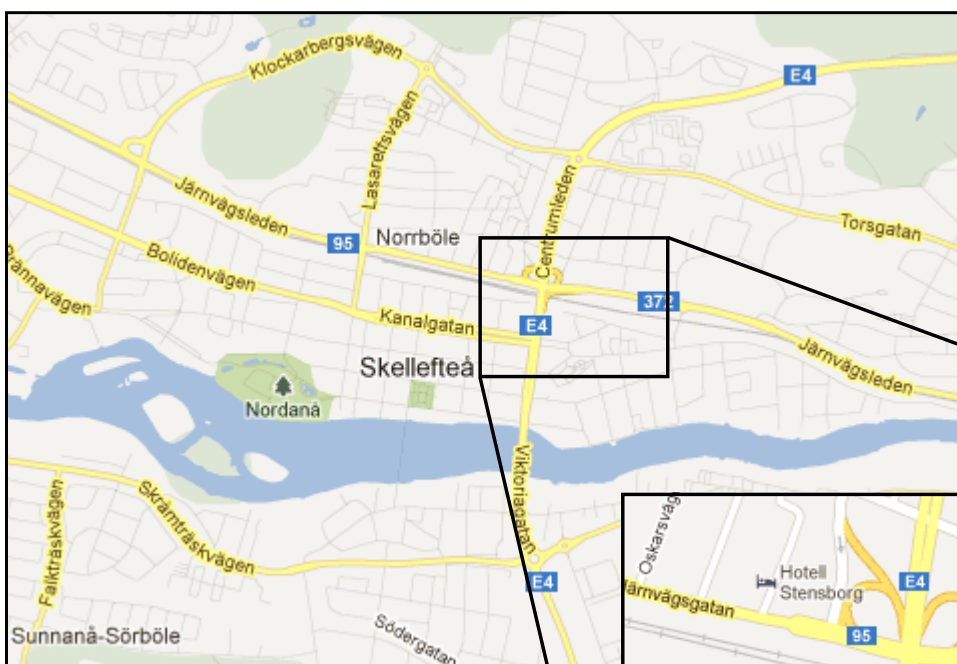 Klockarbergsvägen
E4
Lasarettsvägen
Centrumleden
Järnvägsleden
Torsgatan
95
Norrböle
Bolidenvägen
Brännavägen
372
Kanalgatan
E4
Skellefteå
Järnvägsleden
Nordanå
Viktoriagatan
Skråmträskvägen
Falkträskvägen
E4
Sunnanå-Sörböle
Södergatan
Oskarsväg
Hotell
Stensborg
E4
Järnvägsgatan
95